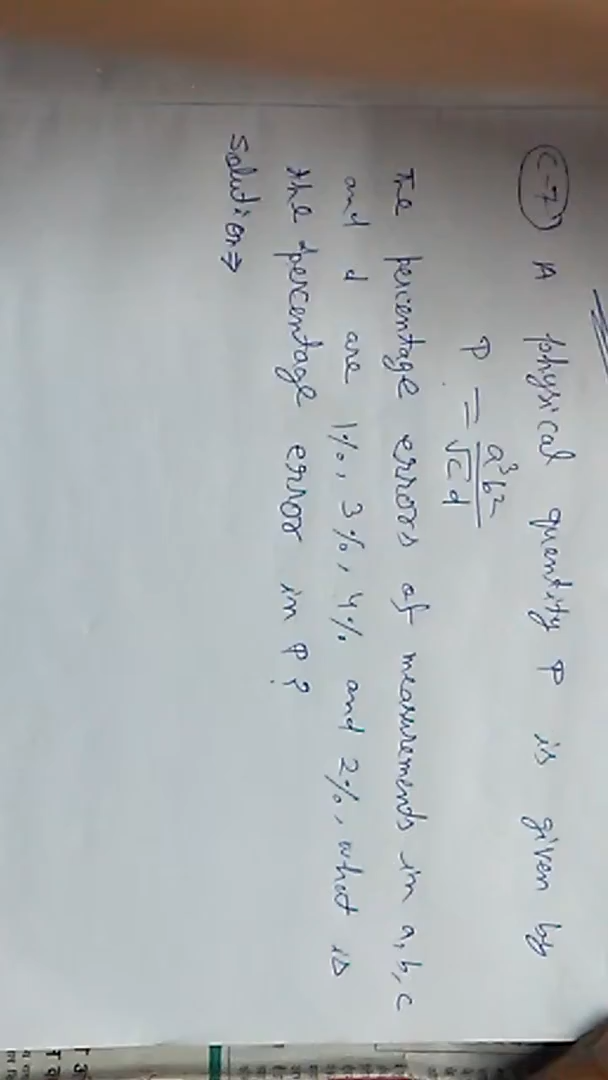 C-7) A physical quantity P is given by
P = a³b² / √c d
The percentage errors of measurements in a, b, c
and d are 1%, 3%, 4% and 2%, what is
the percentage error in P?
Solution ⇒